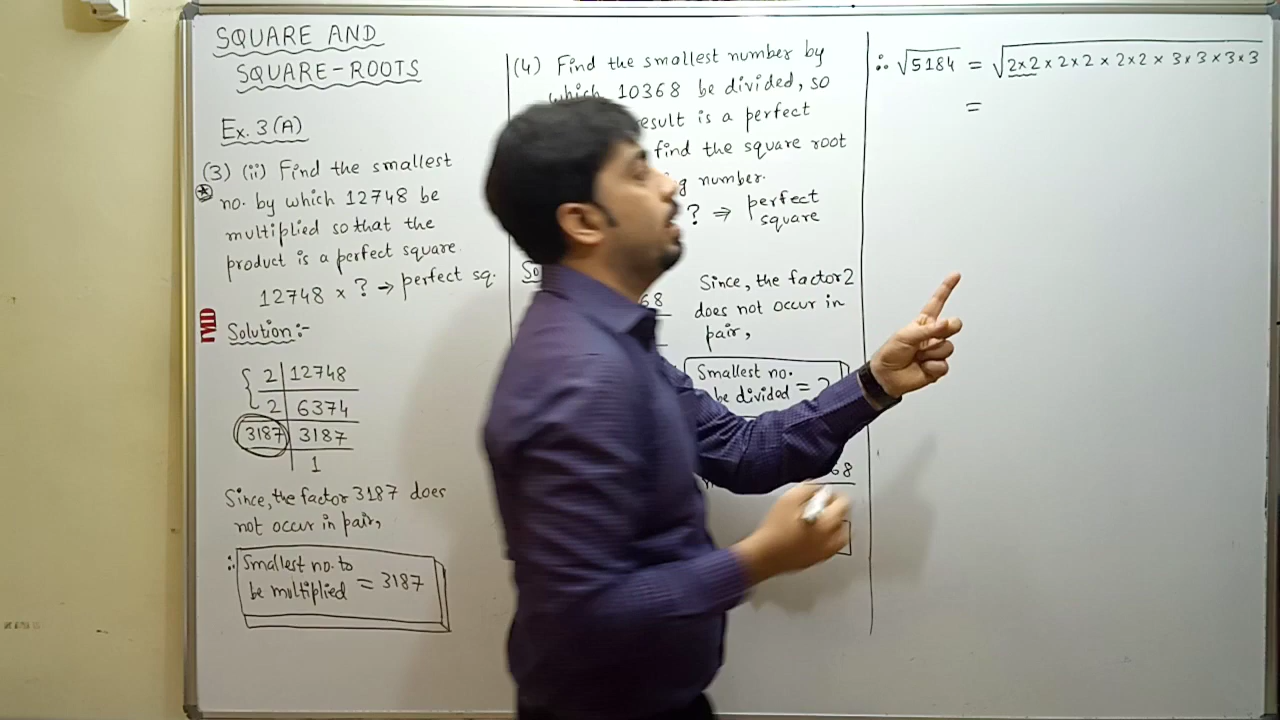 SQUARE AND
SQUARE-ROOTS
Ex. 3(A)
(3) (ii) Find the smallest
no. by which 12748 be
multiplied so that the
product is a perfect square.
12748 × ? → perfect sq.
Solution:-
2 | 12748
2 | 6374
3187 | 3187
1
Since, the factor 3187 does
not occur in pair,
∴ Smallest no. to
be multiplied = 3187
(4) Find the smallest number by
which 10368 be divided, so
result is a perfect
find the square root
number.
? ⇒ perfect
square
68
Since, the factor 2
does not occur in
pair,
Smallest no.
be divided = 2
68
∴ √5184 = √2×2×2×2×2×2×3×3×3×3
=